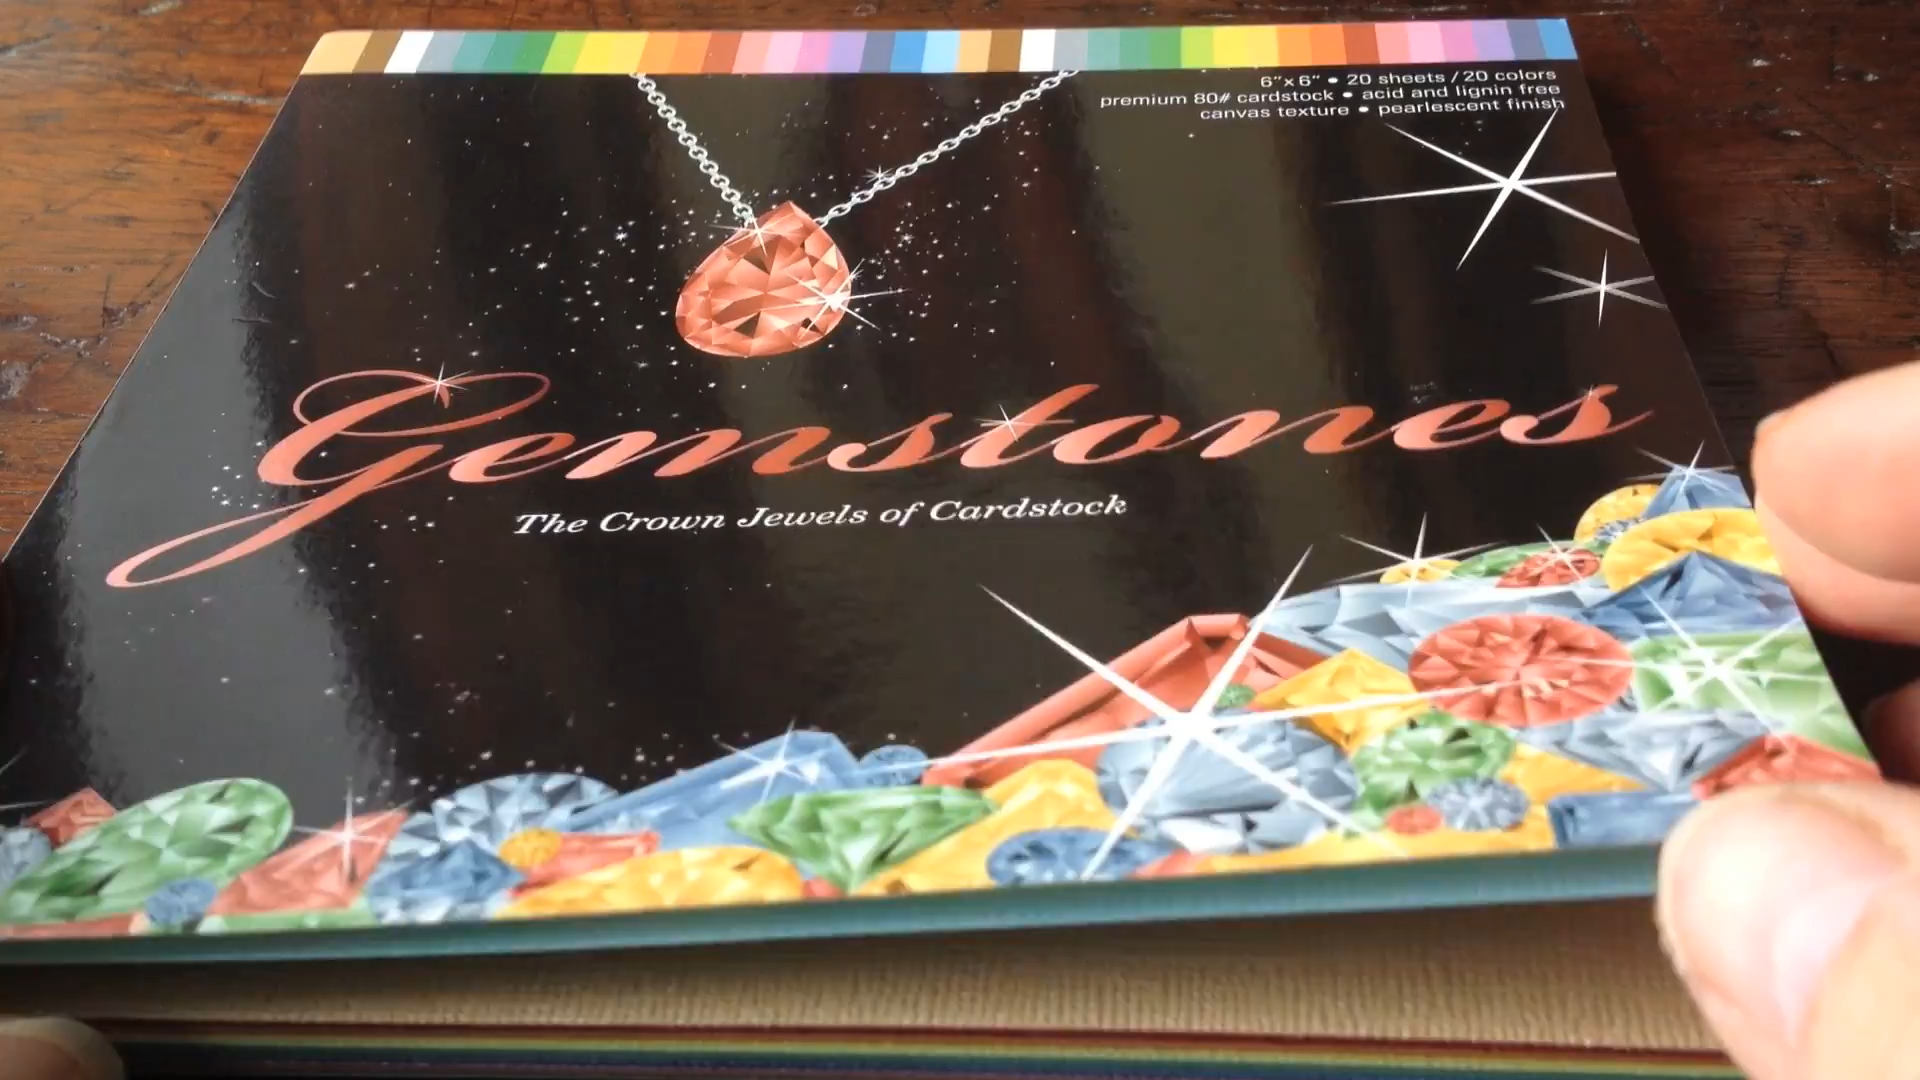 6"x 6" • 20 sheets / 20 colors
premium 80# cardstock • acid and lignin free
canvas texture • pearlescent finish
Gemstones
The Crown Jewels of Cardstock